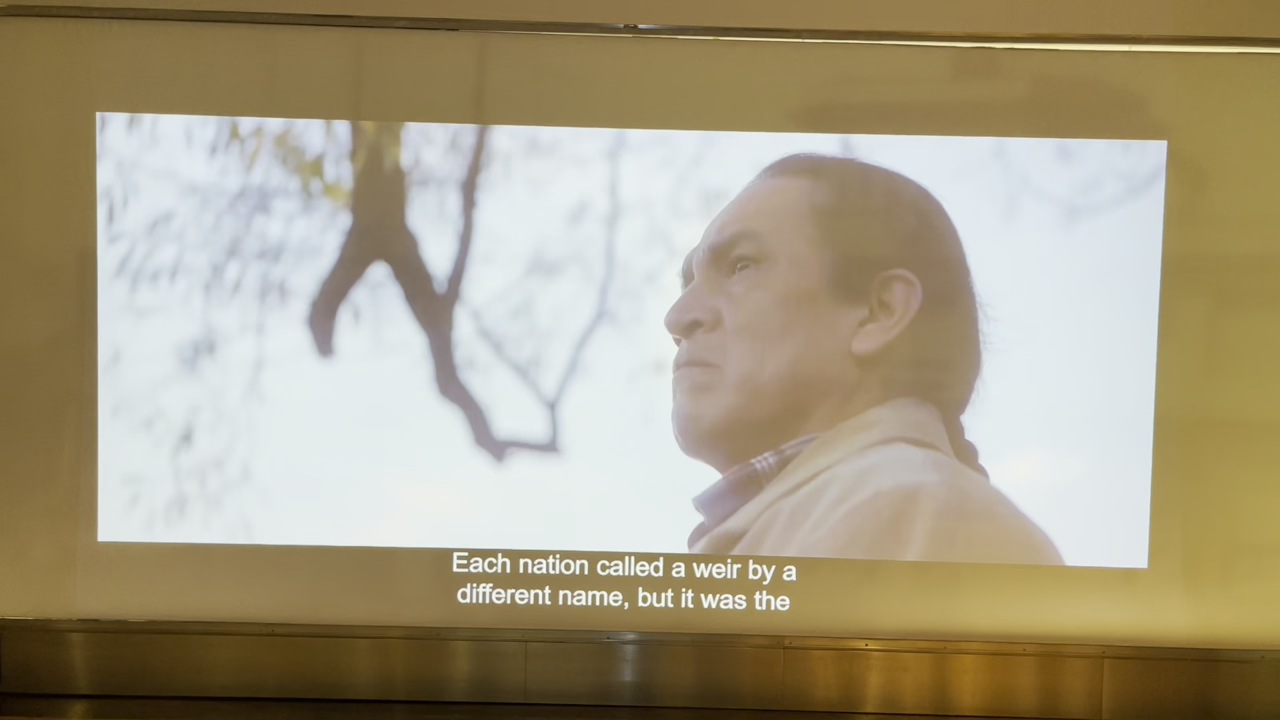 Each nation called a weir by a
different name, but it was the